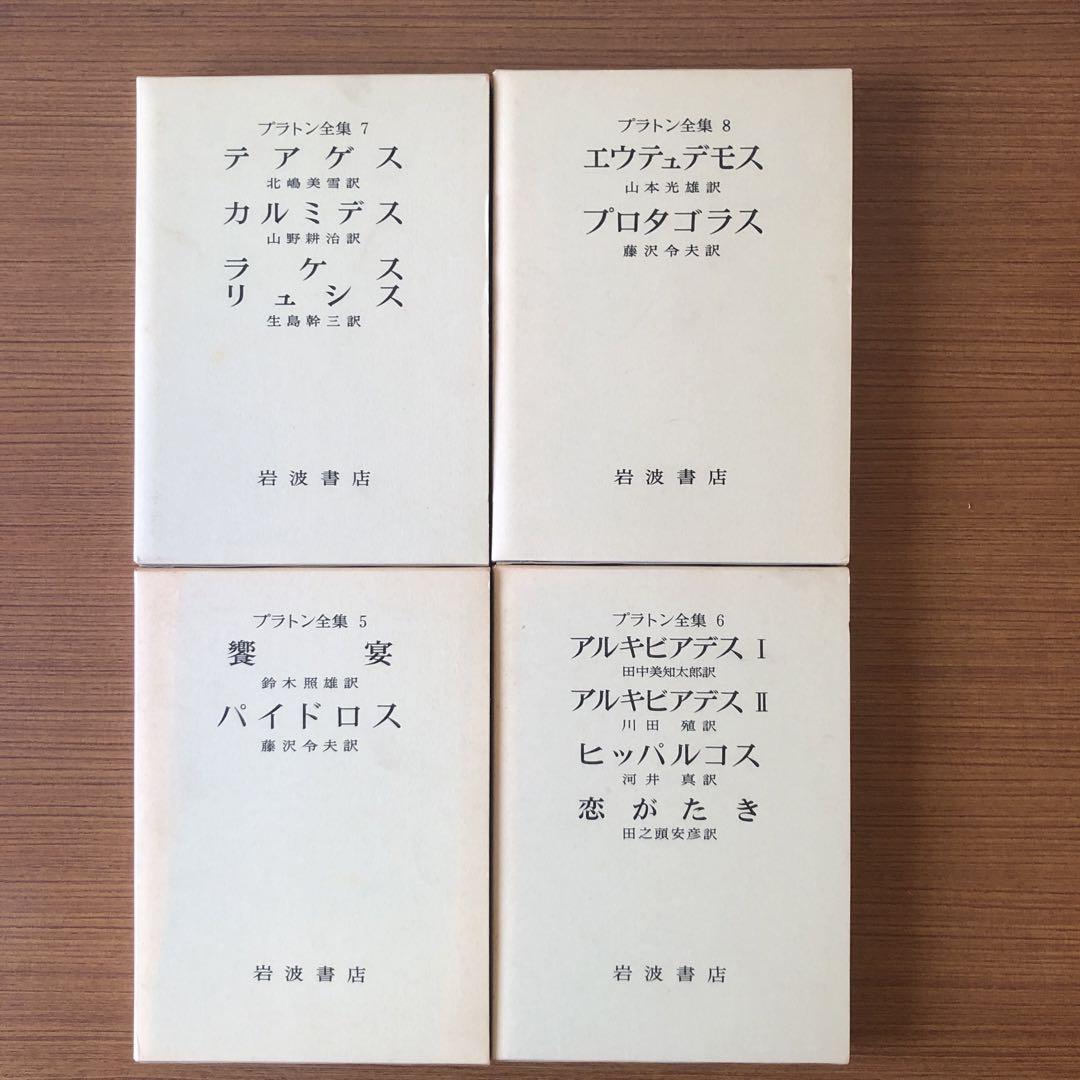 プラトン全集 7
テアゲス
北嶋美雪訳
カルミデス
山野耕治訳
ラケス
リュシス
生島幹三訳
岩波書店
プラトン全集 8
エウテュデモス
山本光雄訳
プロタゴラス
藤沢令夫訳
岩波書店
プラトン全集 5
饗宴
鈴木照雄訳
パイドロス
藤沢令夫訳
岩波書店
プラトン全集 6
アルキビアデス I
田中美知太郎訳
アルキビアデス II
川田 殖訳
ヒッパルコス
河井 真訳
恋がたき
田之頭安彦訳
岩波書店